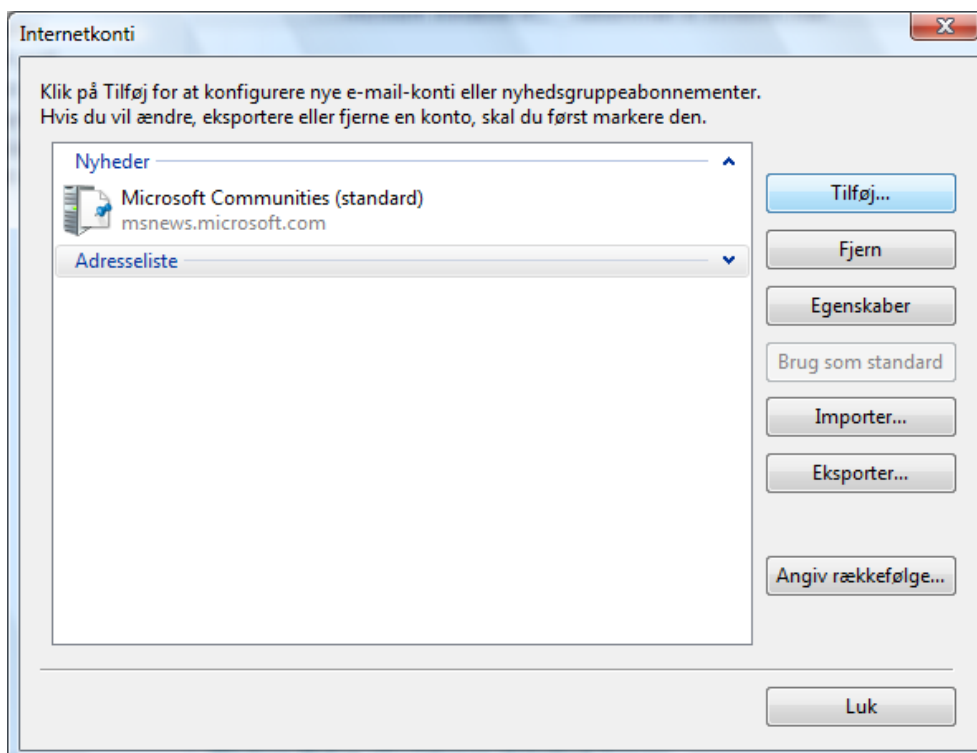 Internetkonti
Klik på Tilføj for at konfigurere nye e-mail-konti eller nyhedsgruppeabonnementer.
Hvis du vil ændre, eksportere eller fjerne en konto, skal du først markere den.
Nyheder
Microsoft Communities (standard)
msnews.microsoft.com
Adresseliste
Tilføj...
Fjern
Egenskaber
Brug som standard
Importer...
Eksporter...
Angiv rækkefølge...
Luk